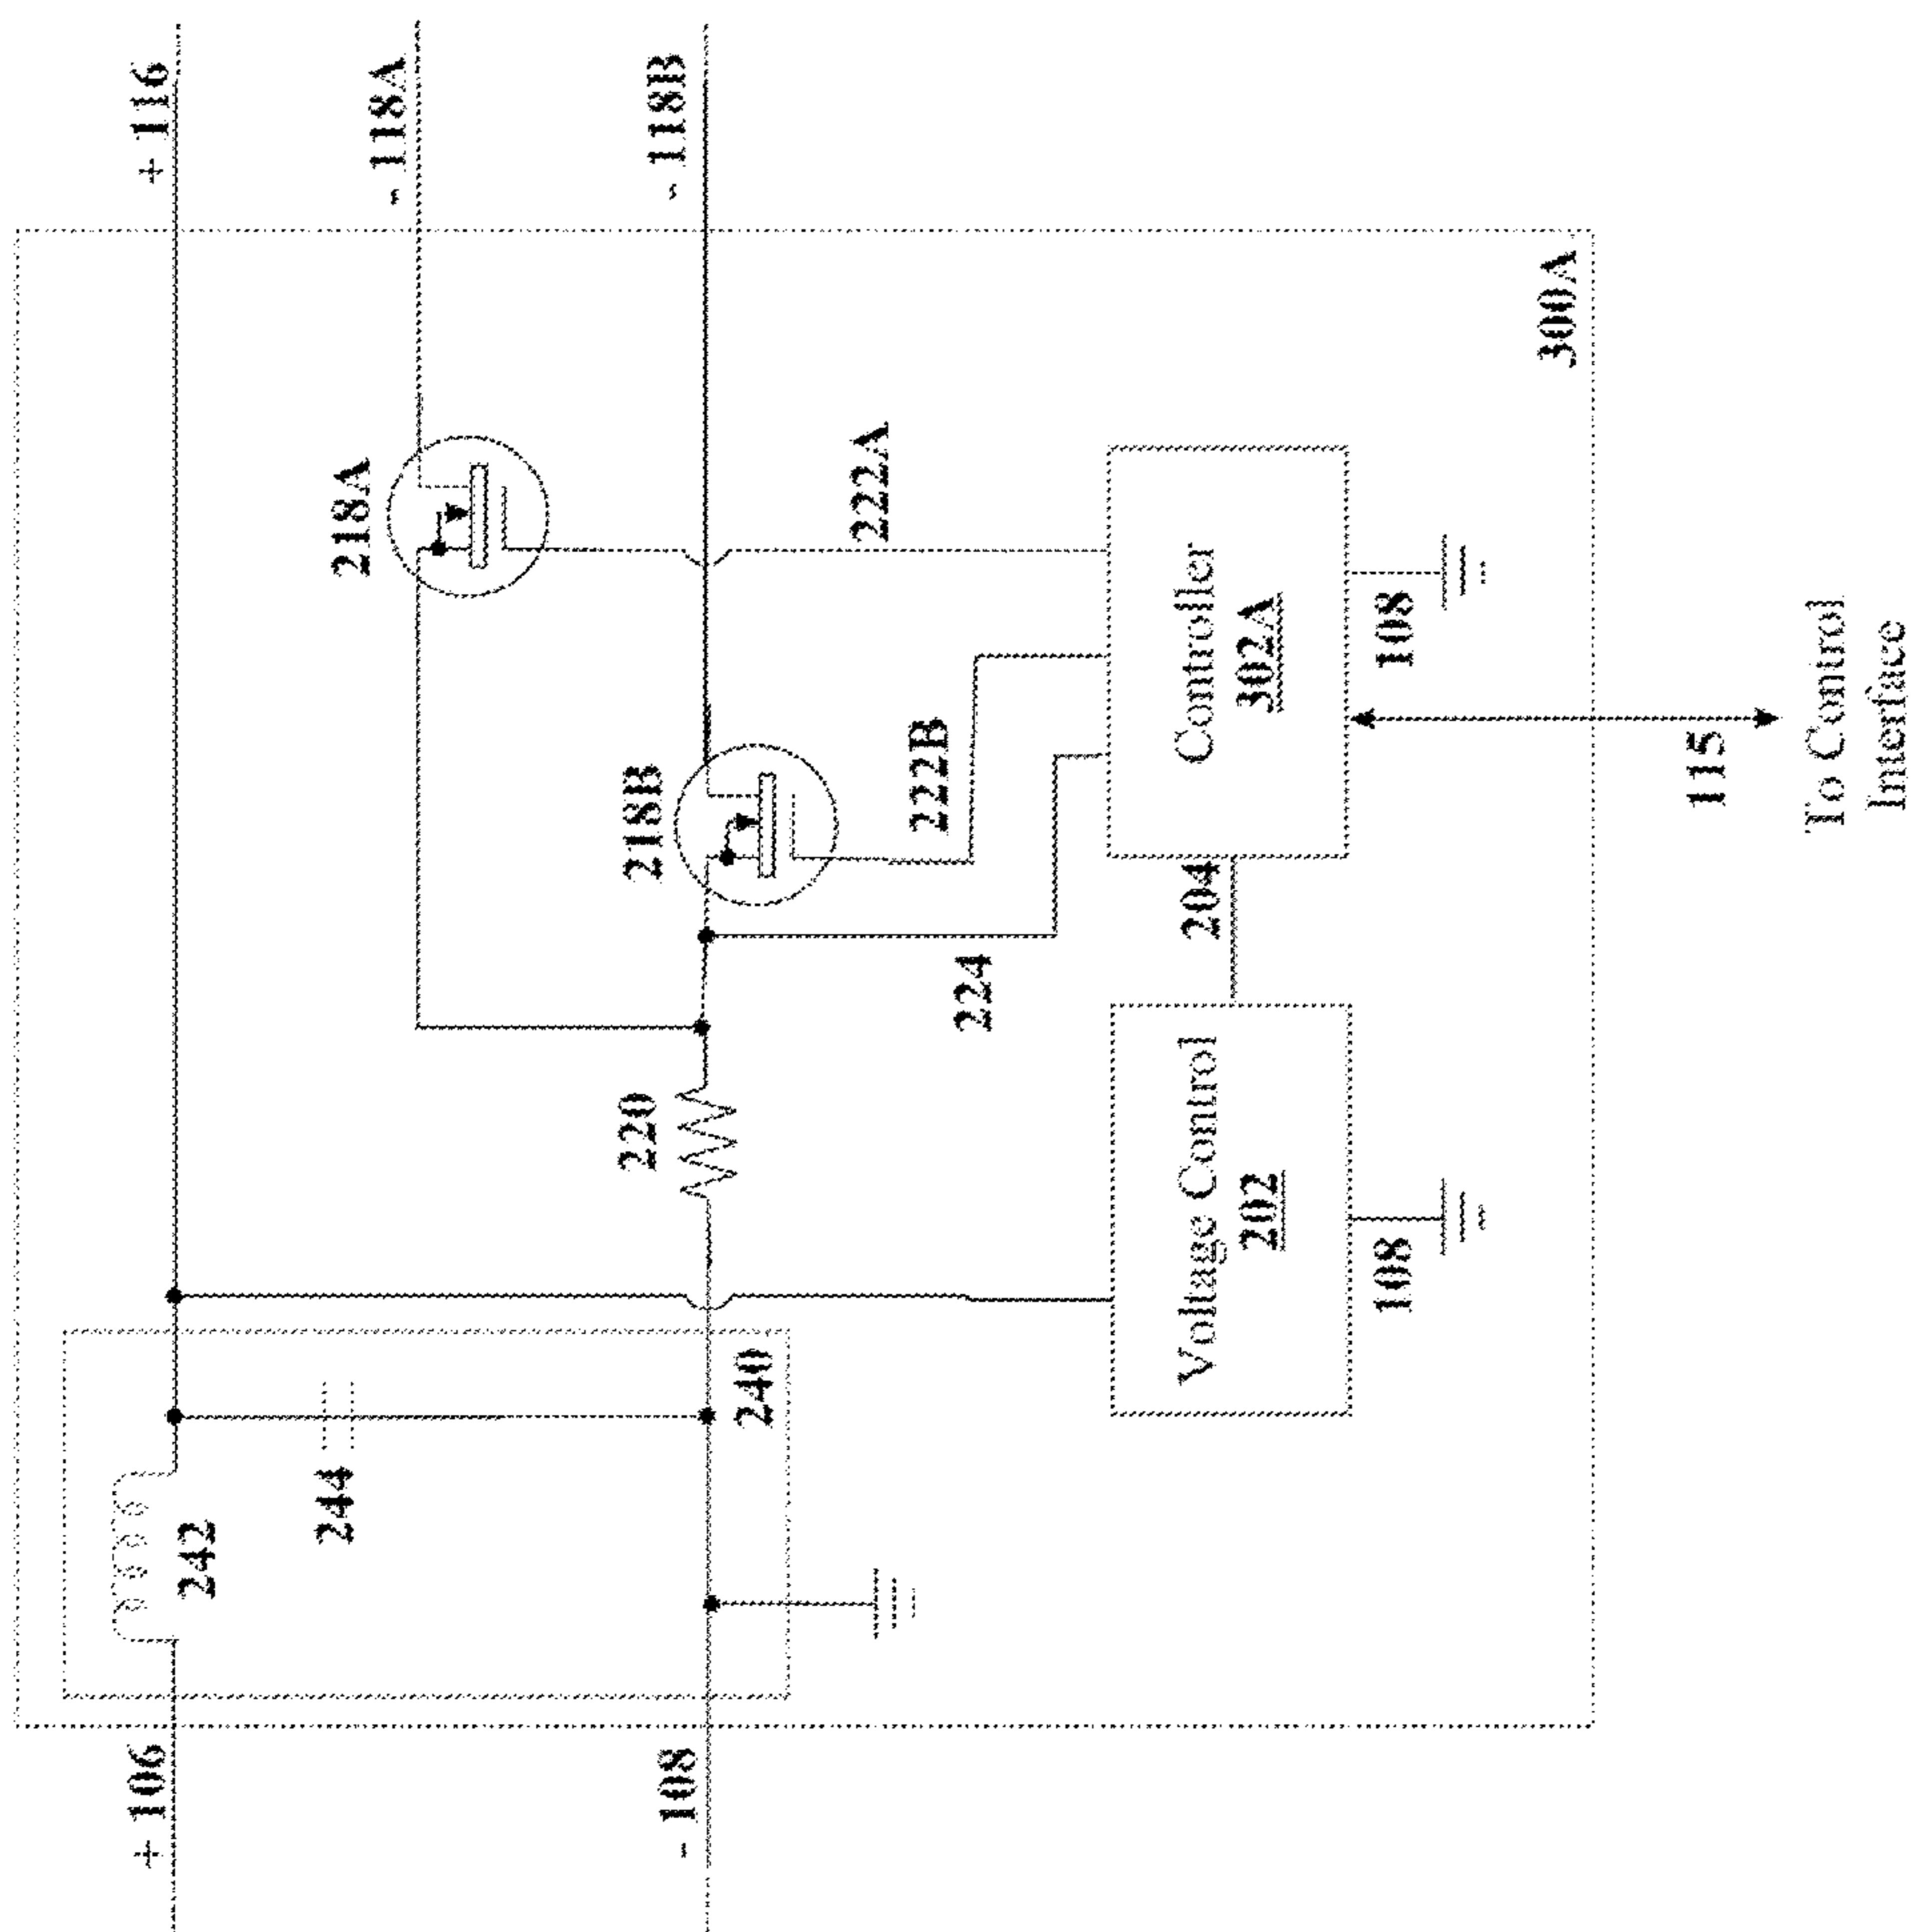 + 106
- 108
242
244
240
220
218A
218B
222A
222B
224
+ 116
- 118A
- 118B
Voltage Control
202
108
204
Controller
302A
108
300A
115
To Control
Interface